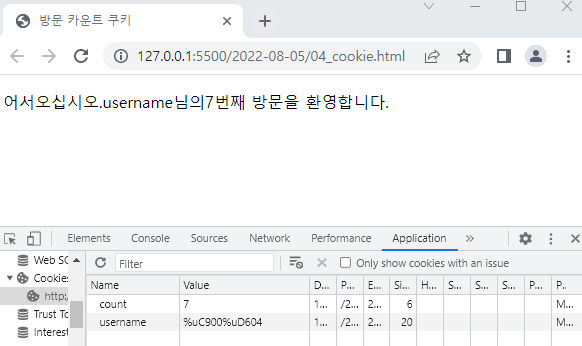 방문 카운트 쿠키
127.0.0.1:5500/2022-08-05/04_cookie.html
어서오십시오.username님의7번째 방문을 환영합니다.
Elements Console Sources Network Performance Application
Web SQ
Filter Only show cookies with an issue
Cookies
Name Value D... P... E... Si... H... S... S... S... S... P... P..
http:/
count 7 1... /2... 2... 6 M...
Trust To
username %uC900%uD604 1... /2... 2... 20 M...
Interest